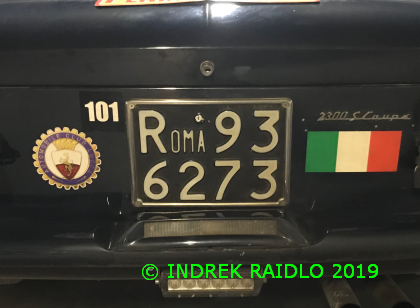 101
ROMA 93
6273
2300 S Coupé
© INDREK RAIDLO 2019